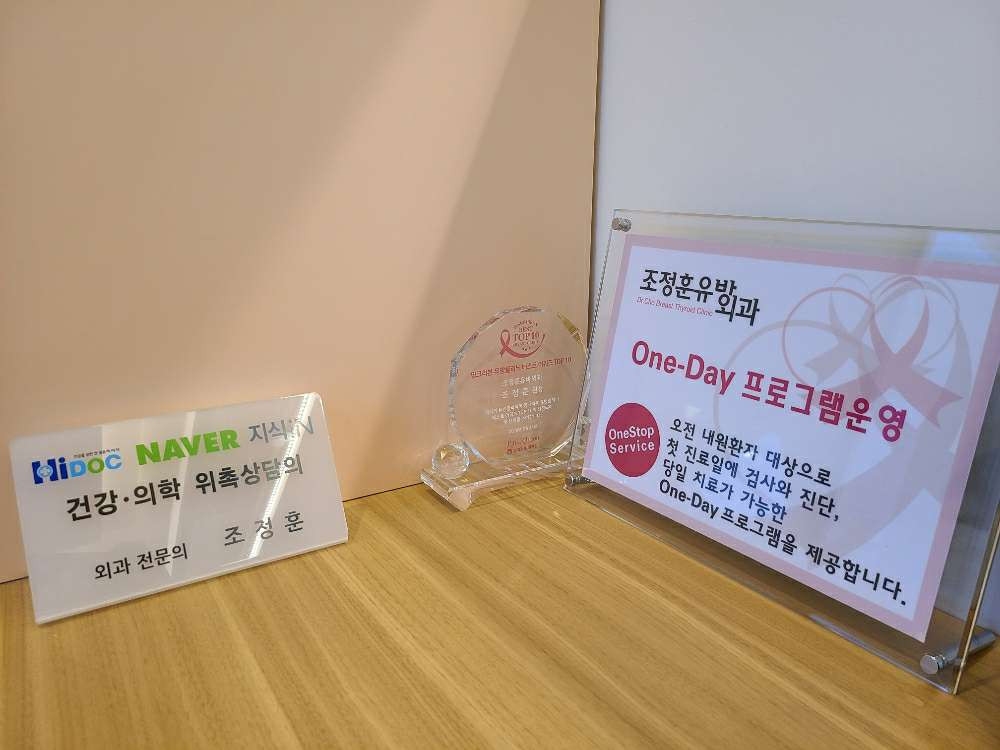 HiDOC NAVER 지식iN
건강·의학 위촉상담의
외과 전문의 조정훈
TOP10
조정훈유방외과
Dr.Cho Breast Thyroid Clinic
One-Day 프로그램운영
OneStop
Service
오전 내원환자 대상으로
첫 진료일에 검사와 진단,
당일 치료가 가능한
One-Day 프로그램을 제공합니다.